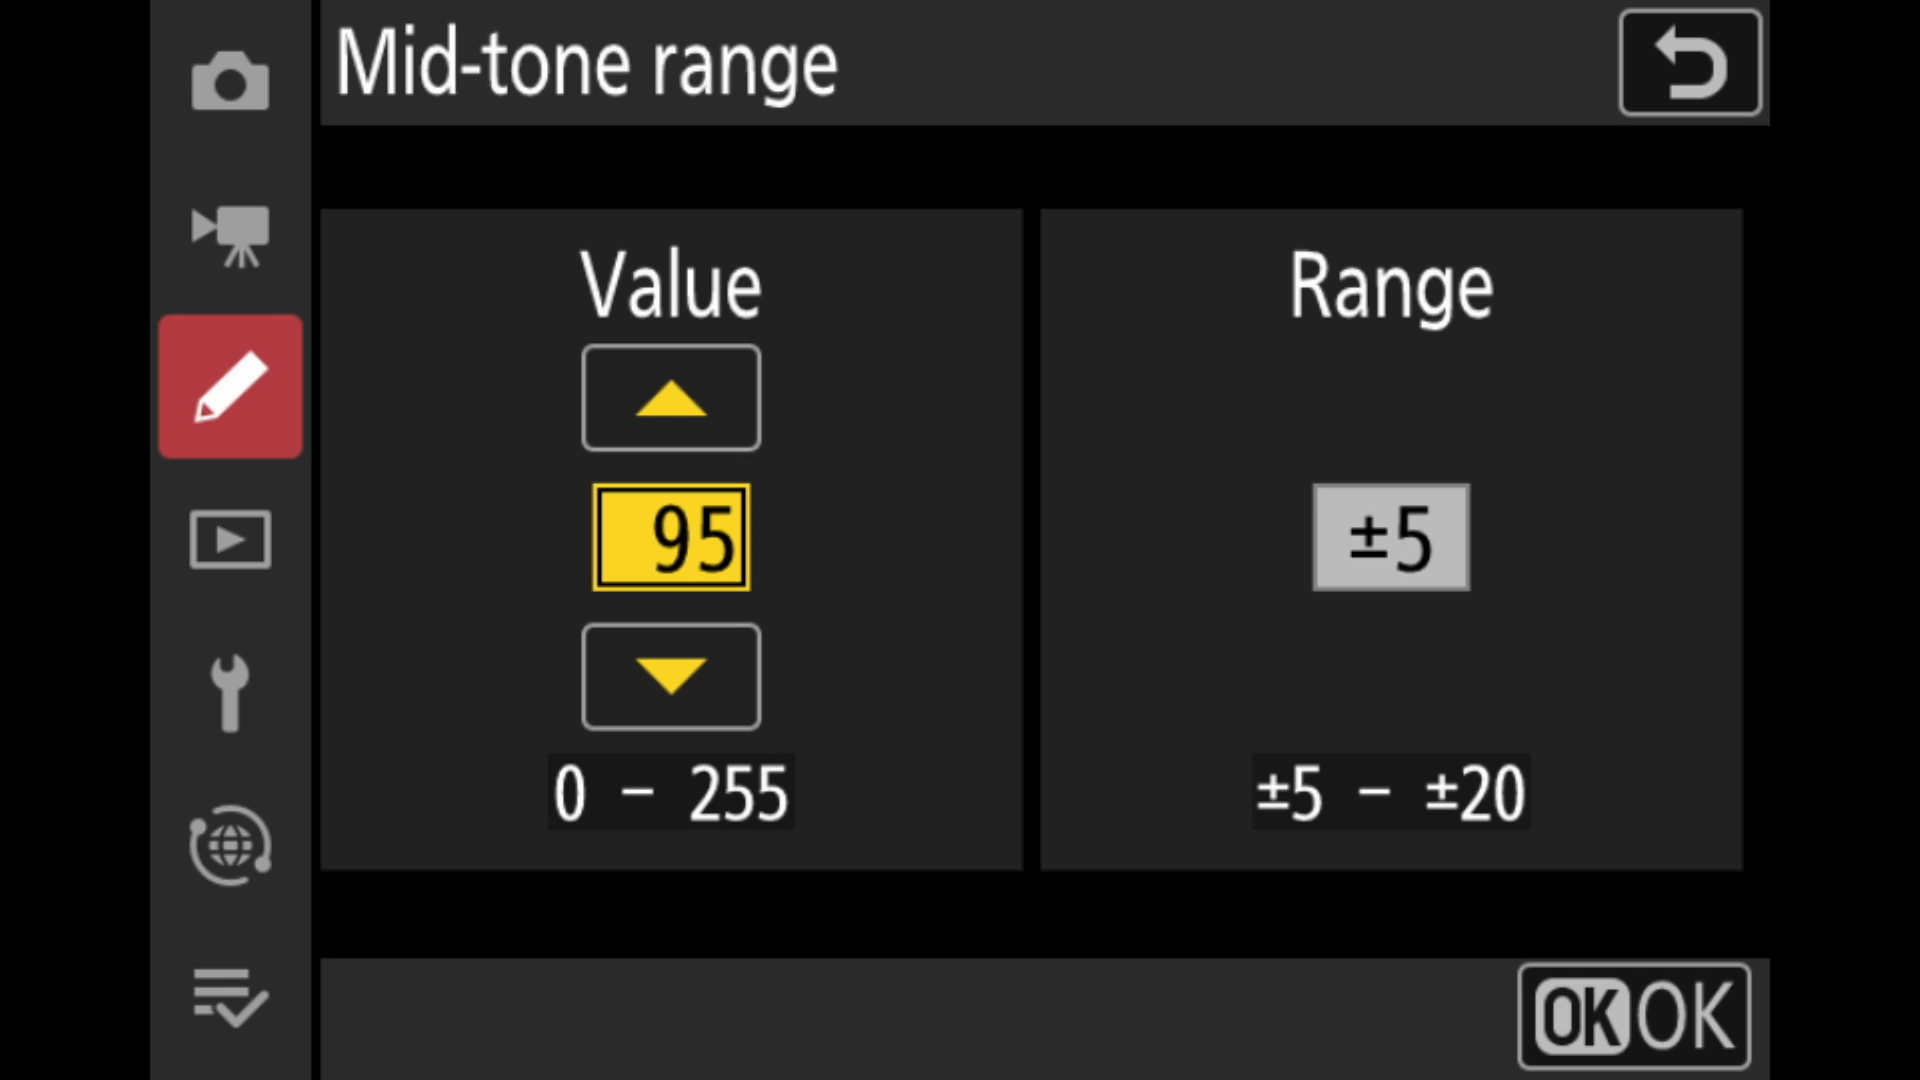 Mid-tone range
Value
Range
95
±5
0 – 255
±5 – ±20
OK OK